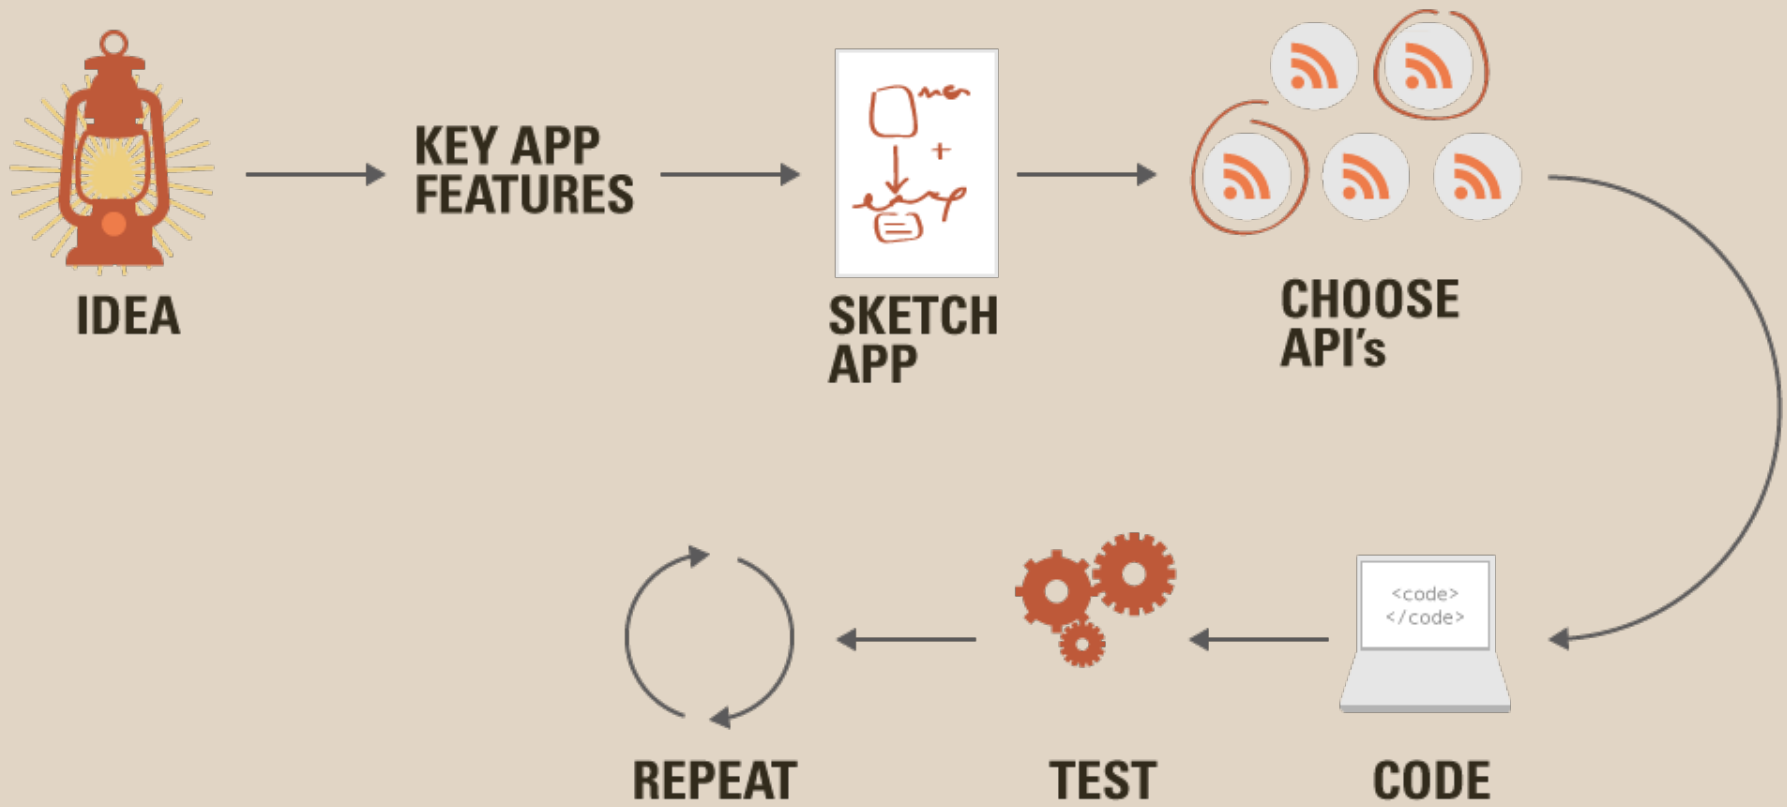 IDEA
KEY APP
FEATURES
SKETCH
APP
CHOOSE
API's
<code>
</code>
CODE
TEST
REPEAT